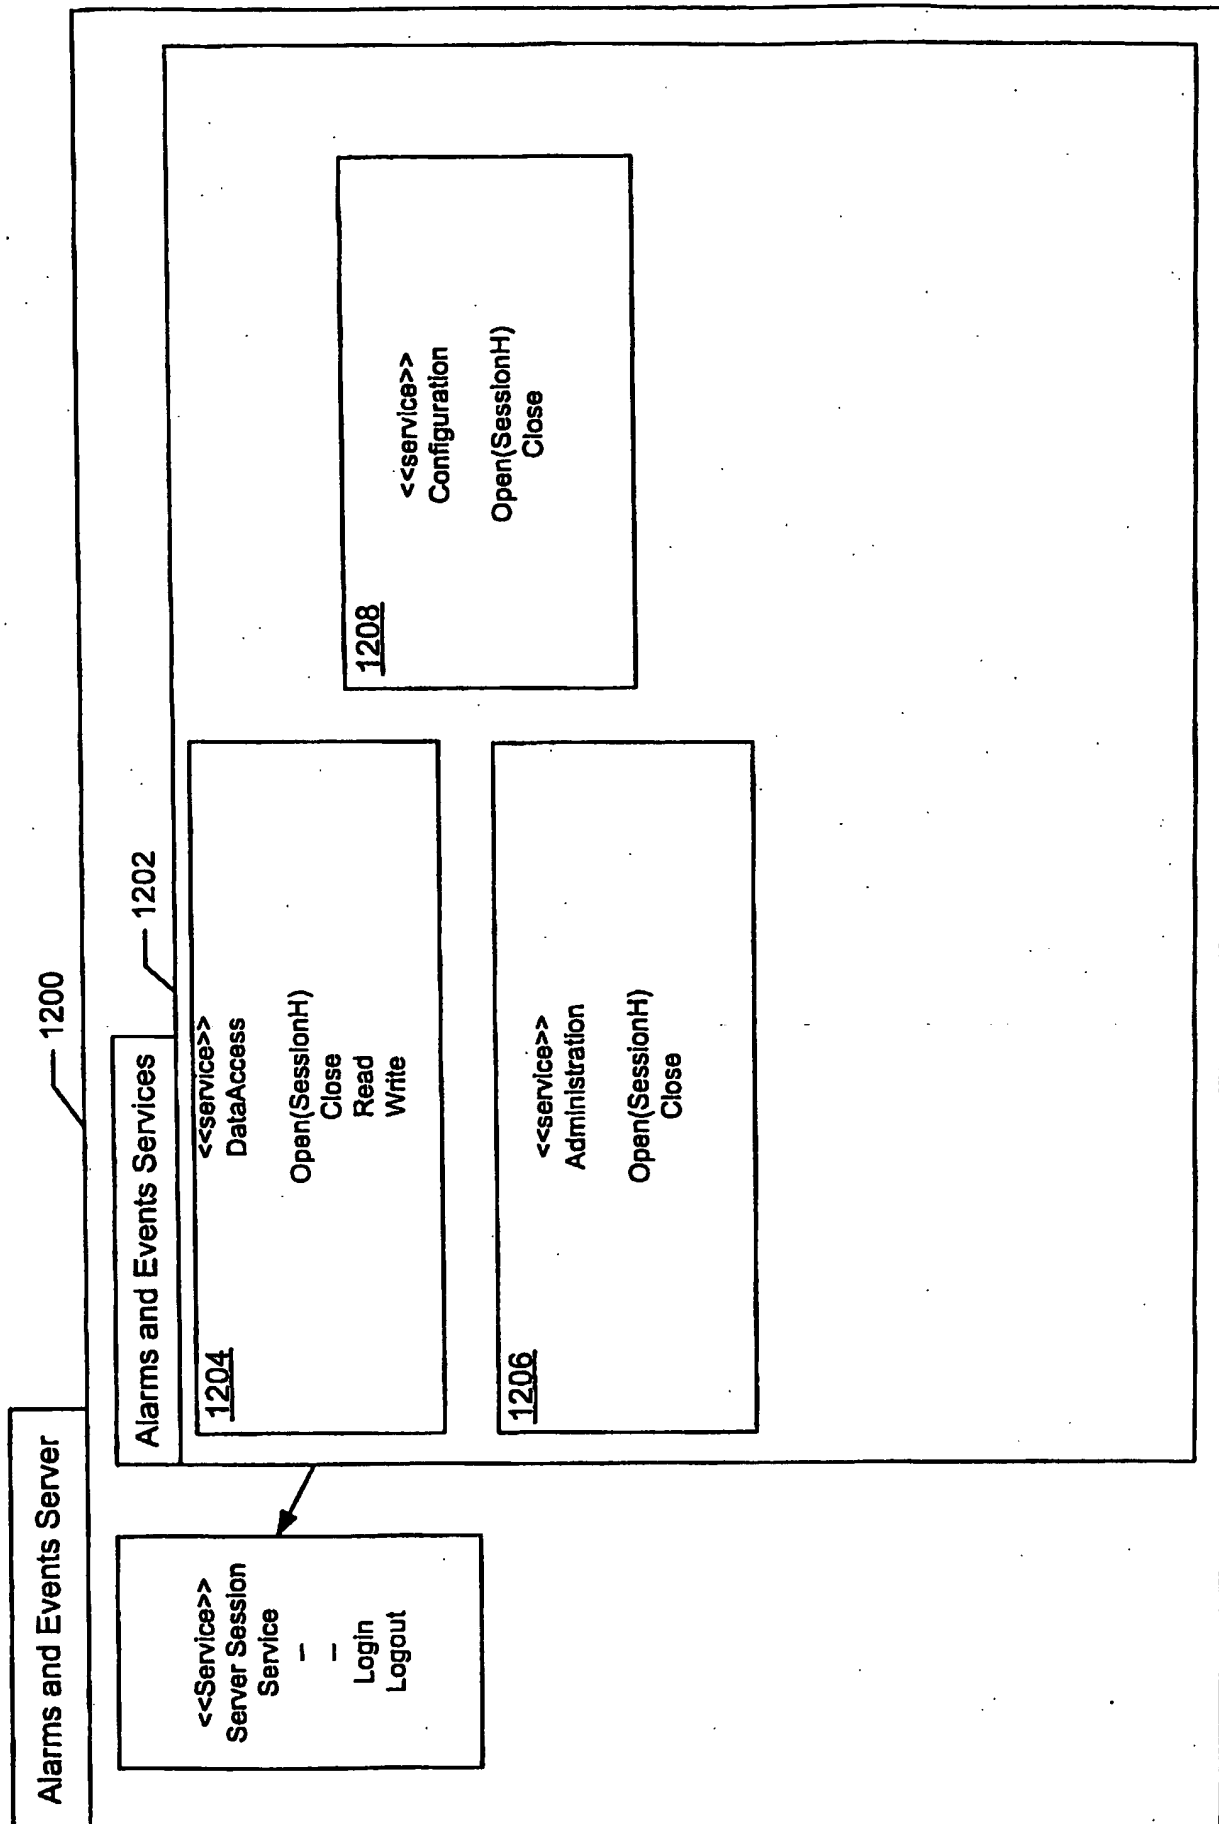 Alarms and Events Server
1200
Alarms and Events Services
1202
<<Service>>
Server Session
Service
–
–
Login
Logout
1204
<<service>>
DataAccess
Open(SessionH)
Close
Read
Write
1206
<<service>>
Administration
Open(SessionH)
Close
1208
<<service>>
Configuration
Open(SessionH)
Close